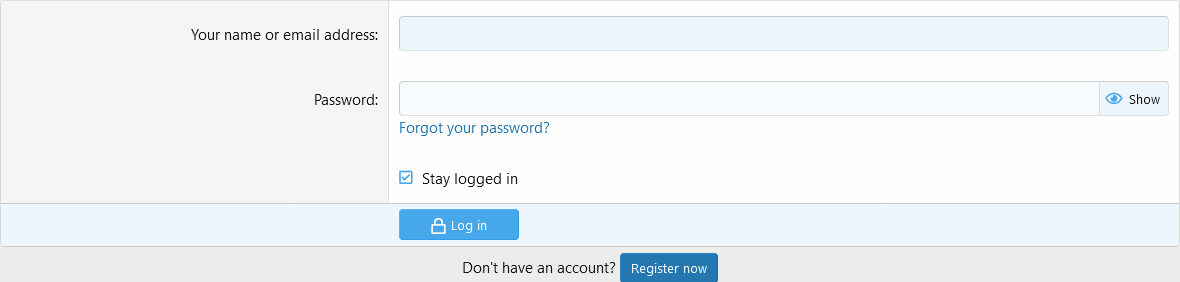 Your name or email address:
Password:
Show
Forgot your password?
Stay logged in
Log in
Don't have an account? Register now